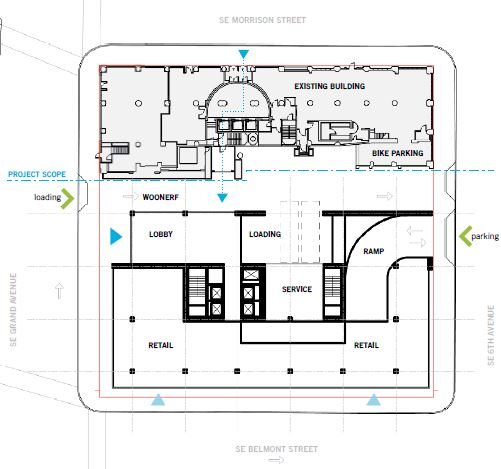 SE MORRISON STREET
EXISTING BUILDING
BIKE PARKING
PROJECT SCOPE
loading
WOONERF
LOBBY
LOADING
parking
RAMP
SERVICE
SE GRAND AVENUE
SE 6TH AVENUE
RETAIL
RETAIL
SE BELMONT STREET